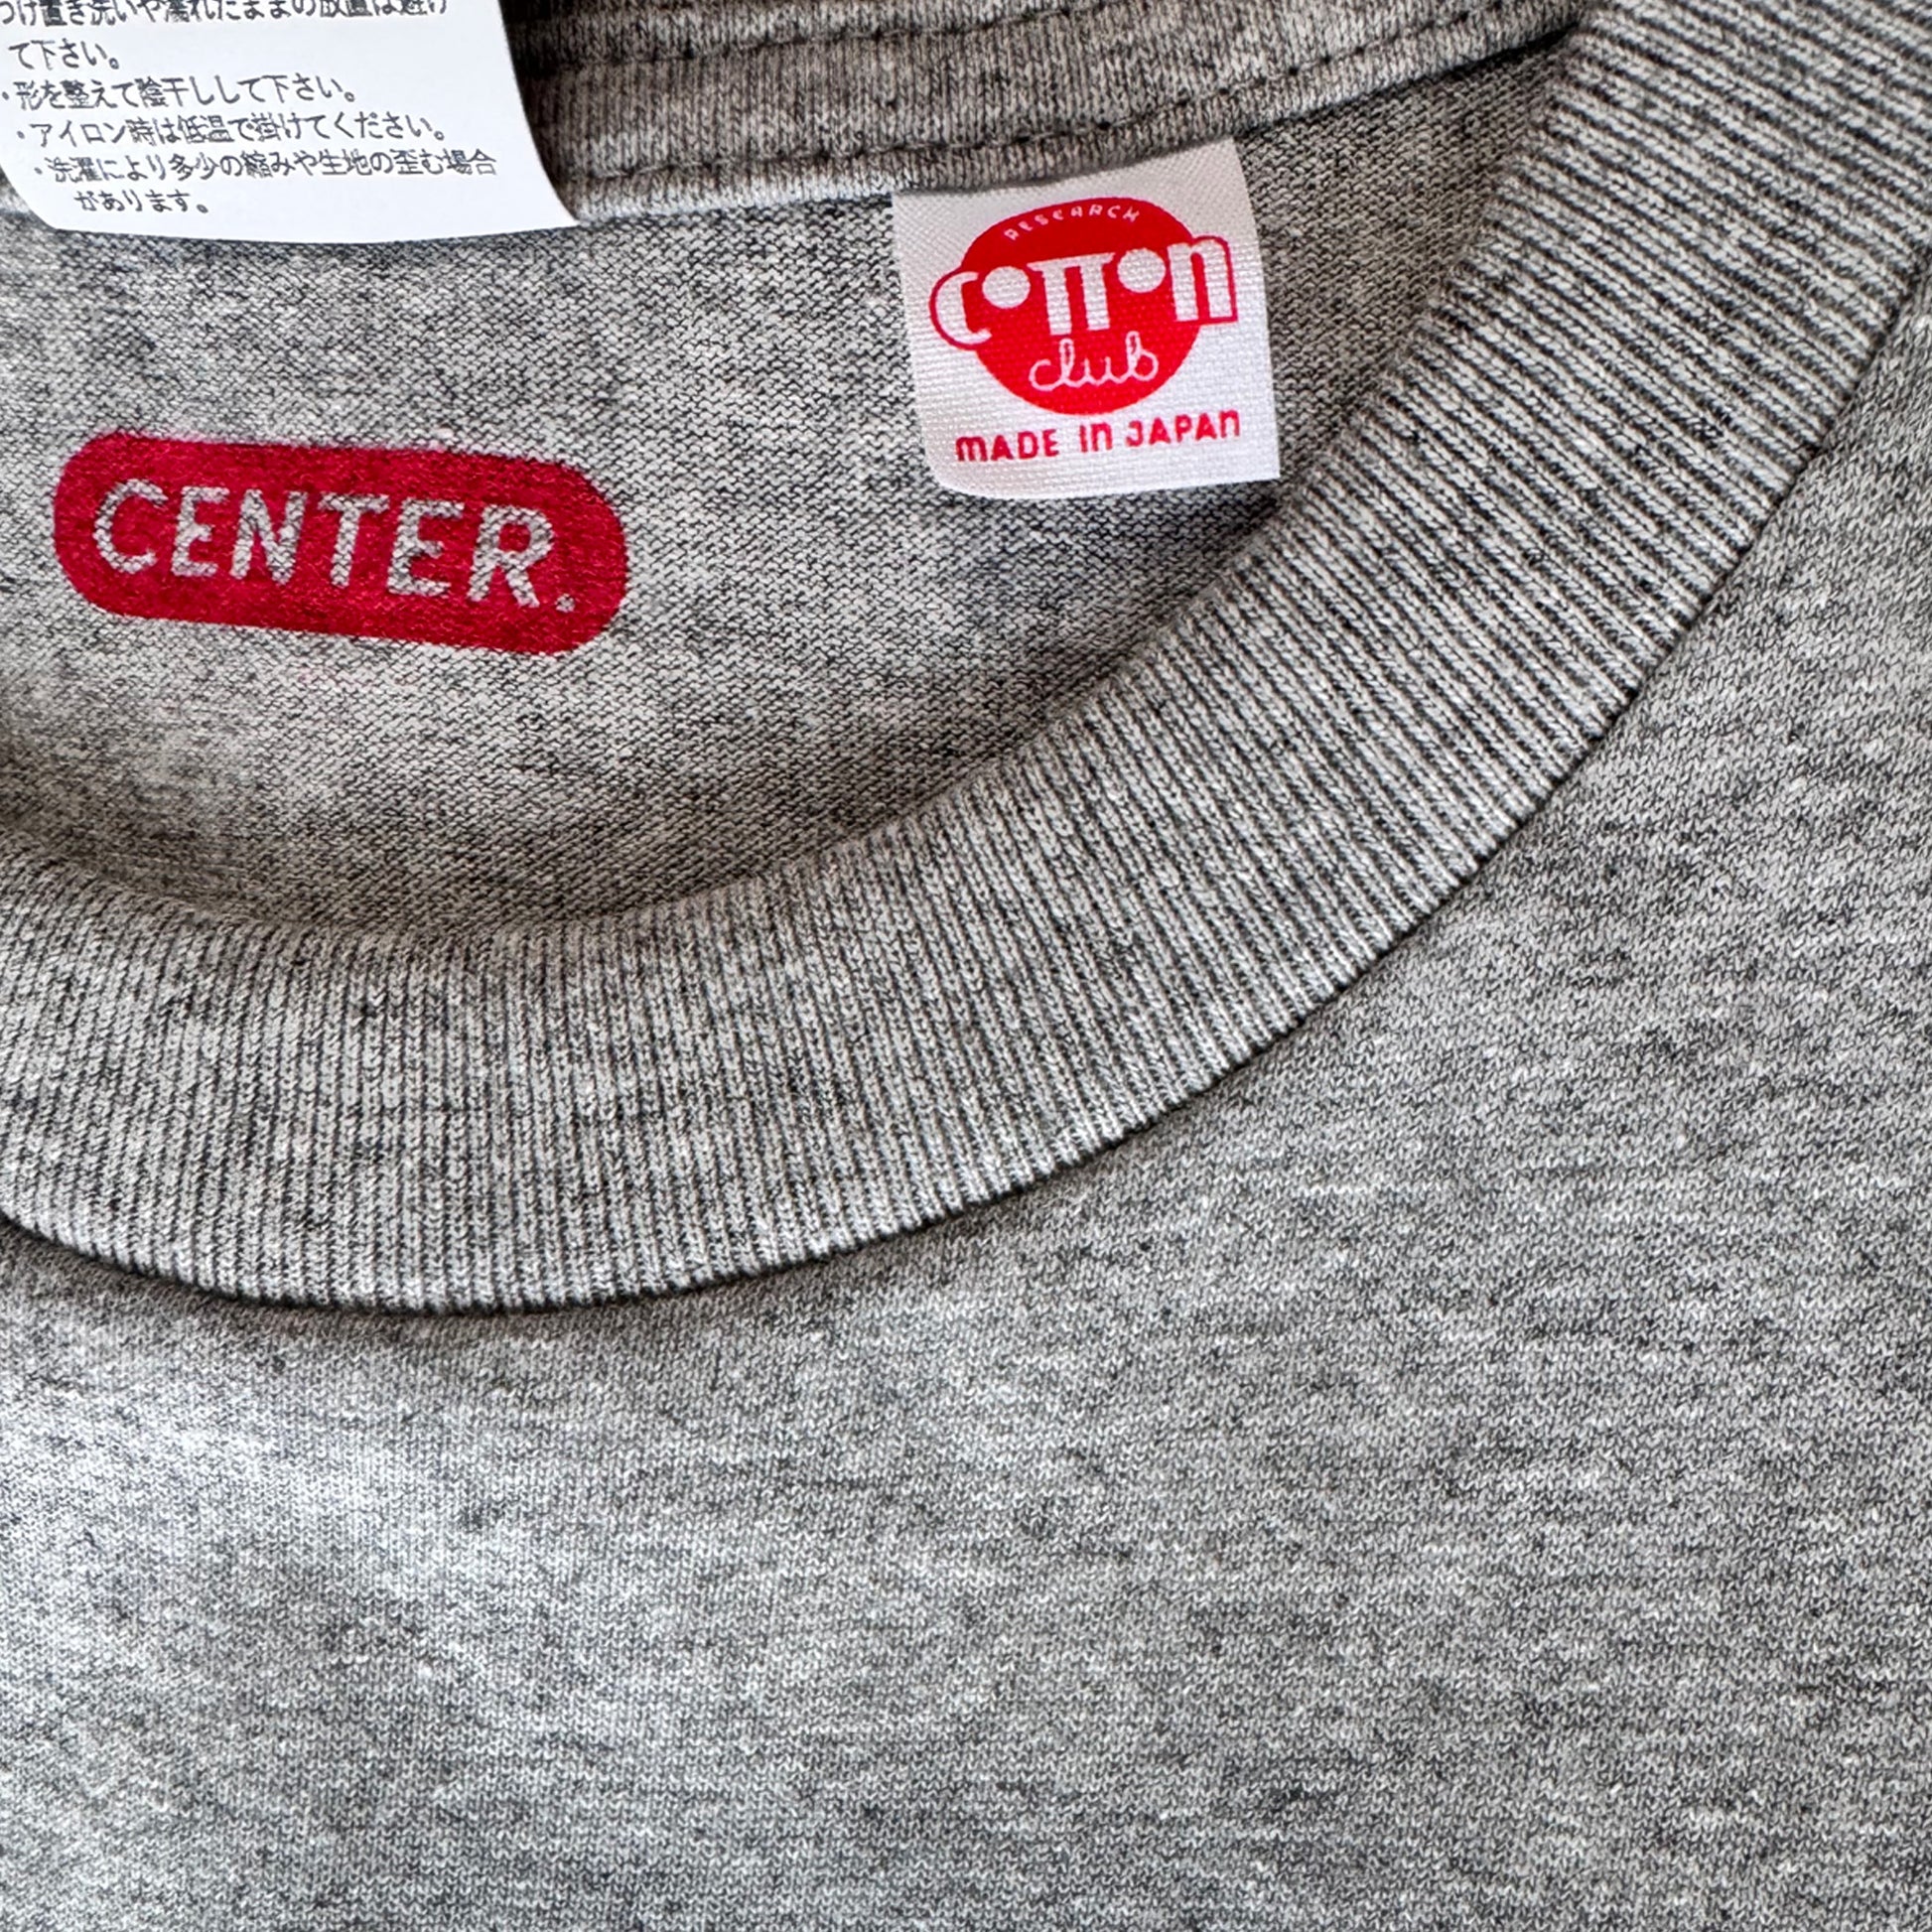 つけ置き洗いや濡れたままの放置は避け
て下さい。
・形を整えて陰干しして下さい。
・アイロン時は低温で掛けてください。
・洗濯により多少の縮みや生地の歪む場合
があります。
RESEARCH
COTTON
club
MADE IN JAPAN
CENTER.